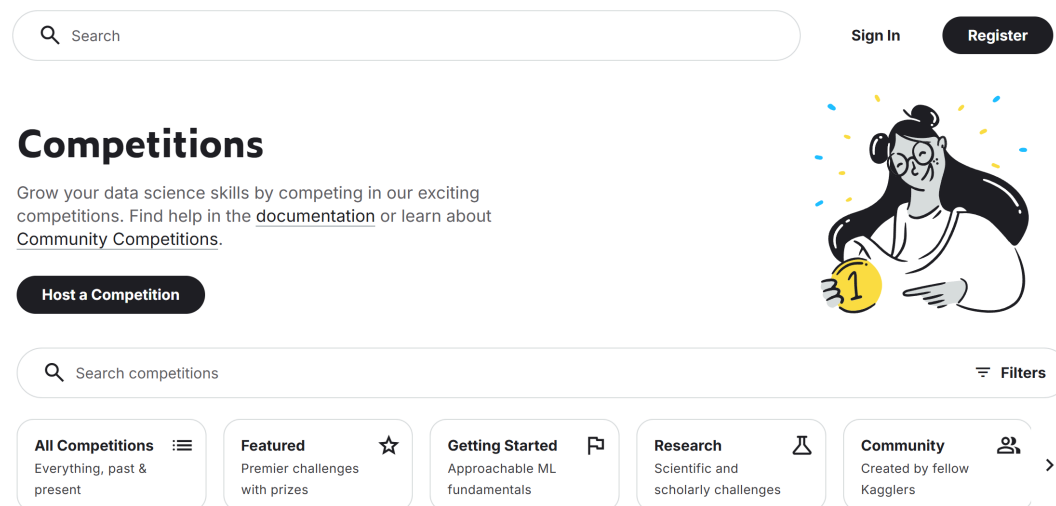 Search
Sign In
Register
Competitions
Grow your data science skills by competing in our exciting
competitions. Find help in the documentation or learn about
Community Competitions.
Host a Competition
1
Search competitions
Filters
All Competitions
Everything, past &
present
Featured
Premier challenges
with prizes
Getting Started
Approachable ML
fundamentals
Research
Scientific and
scholarly challenges
Community
Created by fellow
Kagglers